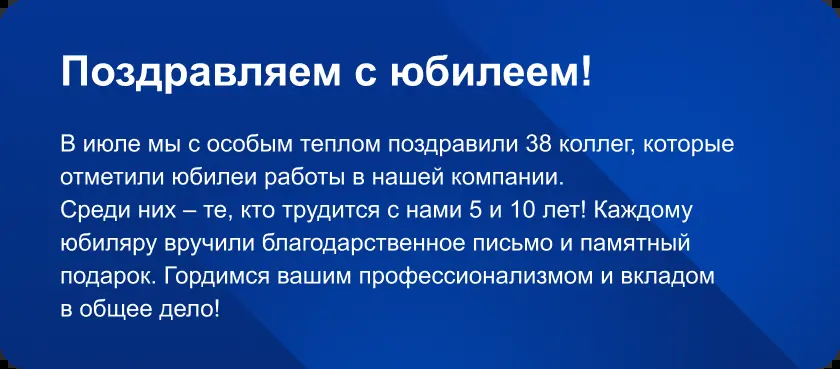 Поздравляем с юбилеем!
В июле мы с особым теплом поздравили 38 коллег, которые
отметили юбилеи работы в нашей компании.
Среди них – те, кто трудится с нами 5 и 10 лет! Каждому
юбиляру вручили благодарственное письмо и памятный
подарок. Гордимся вашим профессионализмом и вкладом
в общее дело!